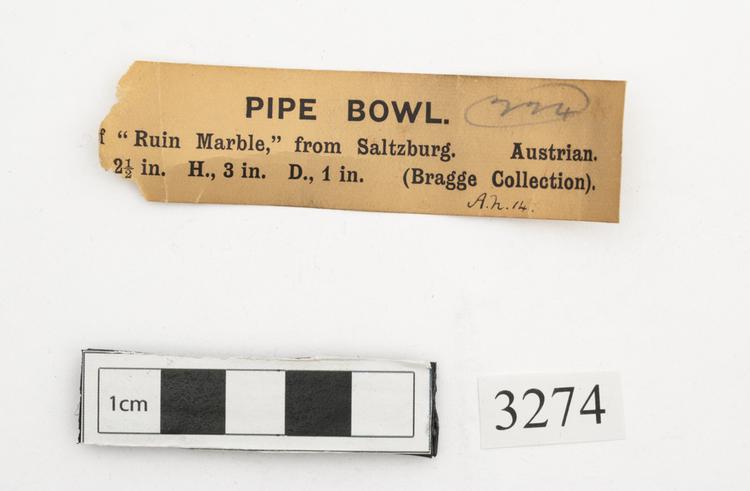 PIPE BOWL. 224
f “Ruin Marble,” from Saltzburg. Austrian.
2½ in. H., 3 in. D., 1 in. (Bragge Collection).
A.h.14.
1cm
3274